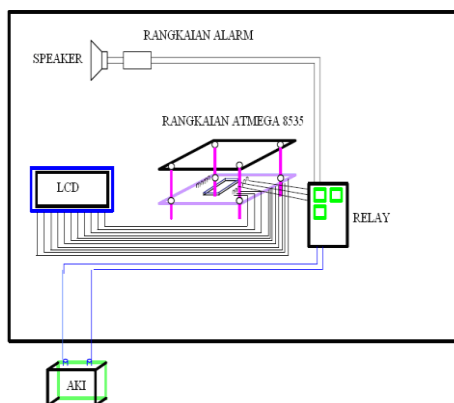 RANGKAIAN ALARM
SPEAKER
RANGKAIAN ATMEGA 8535
LCD
RELAY
AKI